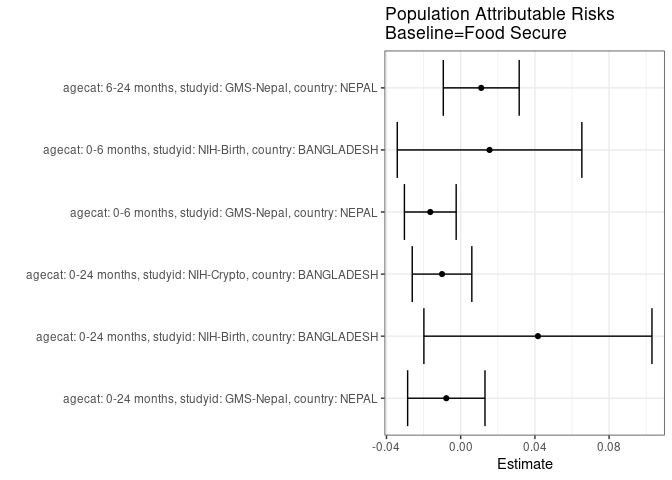 Population Attributable Risks
Baseline=Food Secure
agecat: 6-24 months, studyid: GMS-Nepal, country: NEPAL
agecat: 0-6 months, studyid: NIH-Birth, country: BANGLADESH
agecat: 0-6 months, studyid: GMS-Nepal, country: NEPAL
agecat: 0-24 months, studyid: NIH-Crypto, country: BANGLADESH
agecat: 0-24 months, studyid: NIH-Birth, country: BANGLADESH
agecat: 0-24 months, studyid: GMS-Nepal, country: NEPAL
-0.04 0.00 0.04 0.08
Estimate